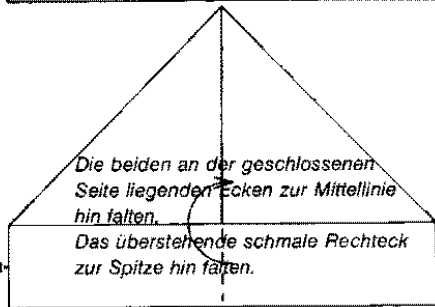 Die beiden an der geschlossenen
Seite liegenden Ecken zur Mittellinie
hin falten.
Das überstehende schmale Rechteck
zur Spitze hin falten.